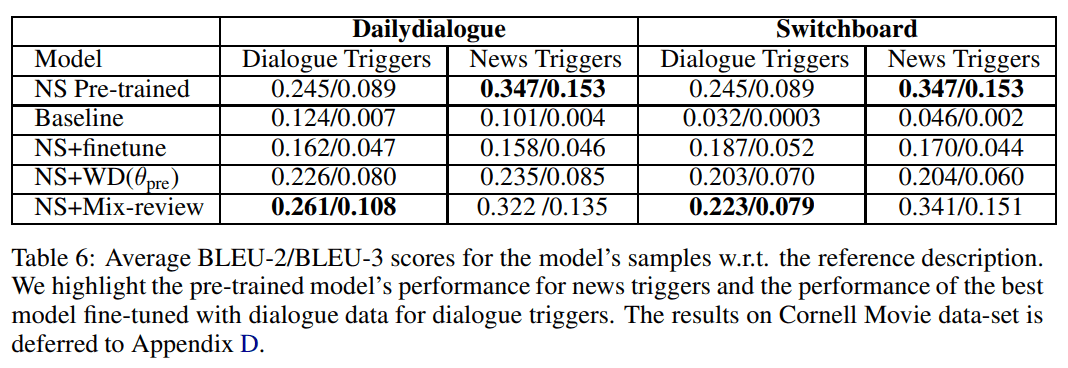 Dailydialogue Switchboard
Model Dialogue Triggers News Triggers Dialogue Triggers News Triggers
NS Pre-trained 0.245/0.089 0.347/0.153 0.245/0.089 0.347/0.153
Baseline 0.124/0.007 0.101/0.004 0.032/0.0003 0.046/0.002
NS+finetune 0.162/0.047 0.158/0.046 0.187/0.052 0.170/0.044
NS+WD(θpre) 0.226/0.080 0.235/0.085 0.203/0.070 0.204/0.060
NS+Mix-review 0.261/0.108 0.322 /0.135 0.223/0.079 0.341/0.151
Table 6: Average BLEU-2/BLEU-3 scores for the model's samples w.r.t. the reference description.
We highlight the pre-trained model's performance for news triggers and the performance of the best
model fine-tuned with dialogue data for dialogue triggers. The results on Cornell Movie data-set is
deferred to Appendix D.